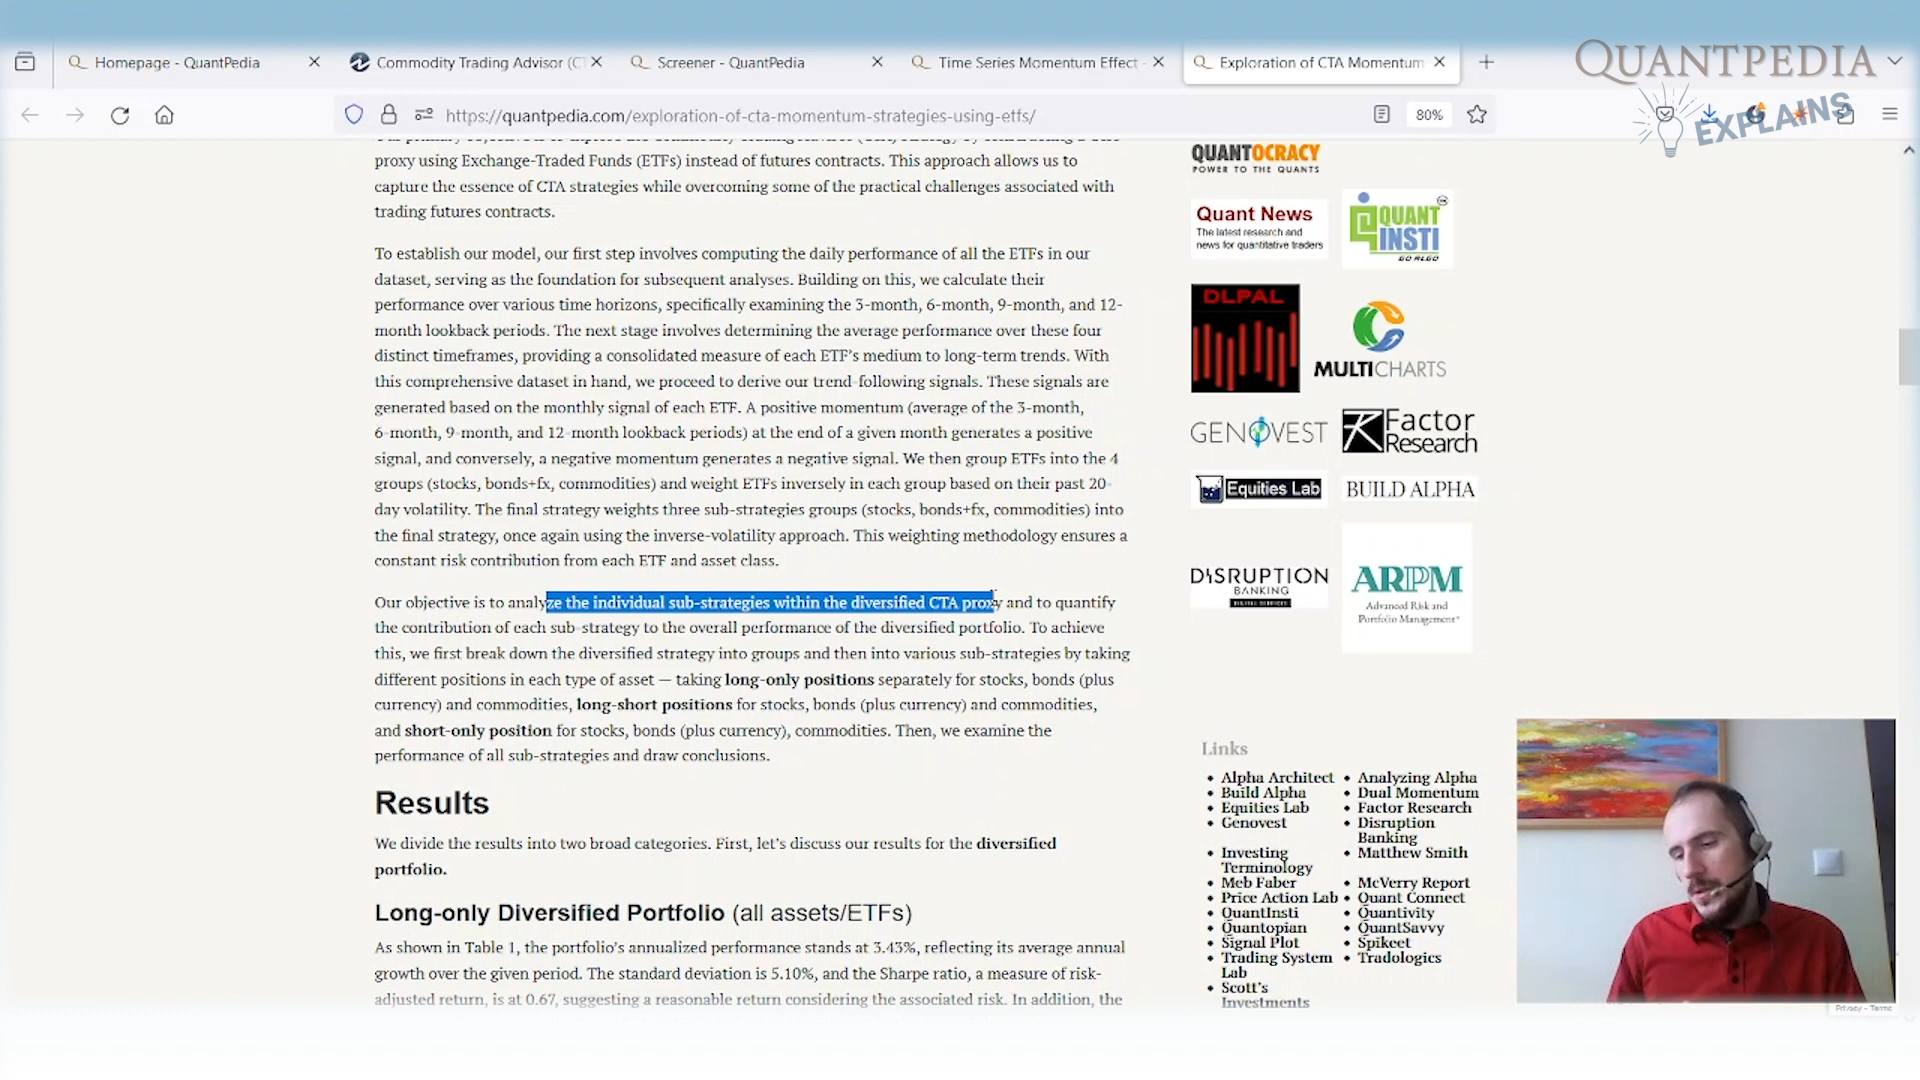 Homepage - QuantPedia
Commodity Trading Advisor (CT
Screener - QuantPedia
Time Series Momentum Effect -
Exploration of CTA Momentum
QUANTPEDIA
EXPLAINS
https://quantpedia.com/exploration-of-cta-momentum-strategies-using-etfs/
80%
proxy using Exchange-Traded Funds (ETFs) instead of futures contracts. This approach allows us to
capture the essence of CTA strategies while overcoming some of the practical challenges associated with
trading futures contracts.
To establish our model, our first step involves computing the daily performance of all the ETFs in our
dataset, serving as the foundation for subsequent analyses. Building on this, we calculate their
performance over various time horizons, specifically examining the 3-month, 6-month, 9-month, and 12-
month lookback periods. The next stage involves determining the average performance over these four
distinct timeframes, providing a consolidated measure of each ETF's medium to long-term trends. With
this comprehensive dataset in hand, we proceed to derive our trend-following signals. These signals are
generated based on the monthly signal of each ETF. A positive momentum (average of the 3-month,
6-month, 9-month, and 12-month lookback periods) at the end of a given month generates a positive
signal, and conversely, a negative momentum generates a negative signal. We then group ETFs into the 4
groups (stocks, bonds+fx, commodities) and weight ETFs inversely in each group based on their past 20-
day volatility. The final strategy weights three sub-strategies groups (stocks, bonds+fx, commodities) into
the final strategy, once again using the inverse-volatility approach. This weighting methodology ensures a
constant risk contribution from each ETF and asset class.
Our objective is to analyze the individual sub-strategies within the diversified CTA proxy and to quantify
the contribution of each sub-strategy to the overall performance of the diversified portfolio. To achieve
this, we first break down the diversified strategy into groups and then into various sub-strategies by taking
different positions in each type of asset — taking long-only positions separately for stocks, bonds (plus
currency) and commodities, long-short positions for stocks, bonds (plus currency) and commodities,
and short-only position for stocks, bonds (plus currency), commodities. Then, we examine the
performance of all sub-strategies and draw conclusions.
Results
We divide the results into two broad categories. First, let's discuss our results for the diversified
portfolio.
Long-only Diversified Portfolio (all assets/ETFs)
As shown in Table 1, the portfolio's annualized performance stands at 3.43%, reflecting its average annual
growth over the given period. The standard deviation is 5.10%, and the Sharpe ratio, a measure of risk-
adjusted return, is at 0.67, suggesting a reasonable return considering the associated risk. In addition, the
QUANTOCRACY
POWER TO THE QUANTS
Quant News
The latest research and
news for quantitative traders
QUANT
INSTI
GO ALGO
DLPAL
MULTICHARTS
GENOVEST
Factor
Research
Equities Lab
BUILD ALPHA
DISRUPTION
BANKING
ARPM
Advanced Risk and
Portfolio Management
Links
Alpha Architect
Build Alpha
Equities Lab
Genovest
Investing
Terminology
Meb Faber
Price Action Lab
QuantInsti
Quantopian
Signal Plot
Trading System
Lab
Scott's
Investments
Analyzing Alpha
Dual Momentum
Factor Research
Disruption
Banking
Matthew Smith
McVerry Report
Quant Connect
Quantivity
QuantSavvy
Spikeet
Tradologics
Privacy - Terms